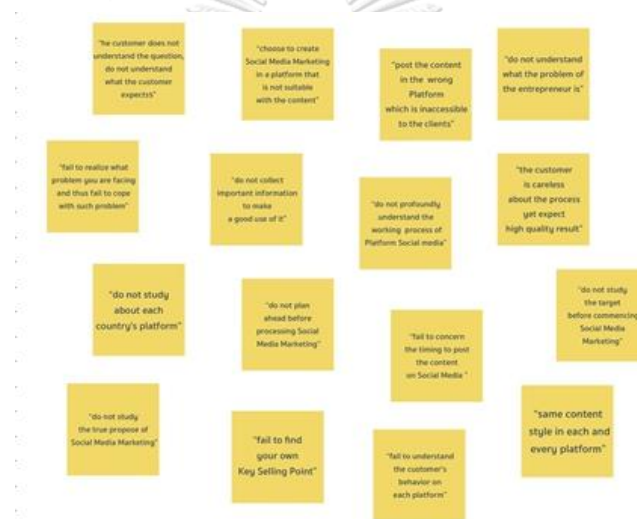 "he customer does not
understand the question,
do not understand
what the customer
expectss"
"choose to create
Social Media Marketing
in a platform that
is not suitable
with the content"
"post the content
in the wrong
Platform
which is inaccessible
to the clients"
"do not understand
what the problem of
the entrepreneur is"
"fail to realize what
problem you are facing
and thus fail to cope
with such problem"
"do not collect
important information
to make
a good use of it"
"do not profoundly
understand the
working process of
Platform Social media"
"the customer
is careless
about the process
yet expect
high quality result"
"do not study
about each
country's platform"
"do not plan
ahead before
processing Social
Media Marketing"
"fail to concern
the timing to post
the content
on Social Media "
"do not study
the target
before commencing
Social Media
Marketing"
"do not study
the true propose of
Social Media Marketing"
"fail to find
your own
Key Selling Point"
"fail to understand
the customer's
behavior on
each platform"
"same content
style in each and
every platform"